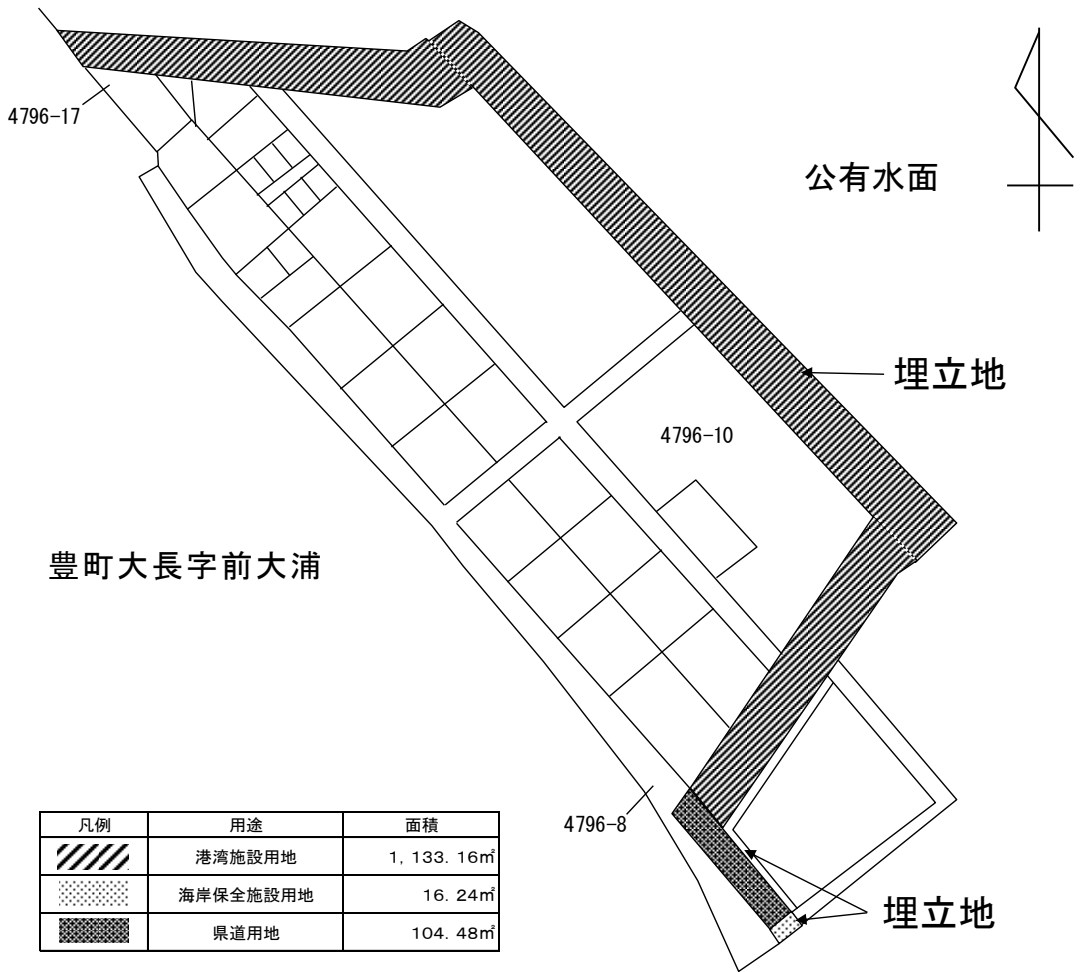 4796-17
公有水面
埋立地
4796-10
豊町大長字前大浦
4796-8
埋立地
凡例 用途 面積
港湾施設用地 1,133.16㎡
海岸保全施設用地 16.24㎡
県道用地 104.48㎡